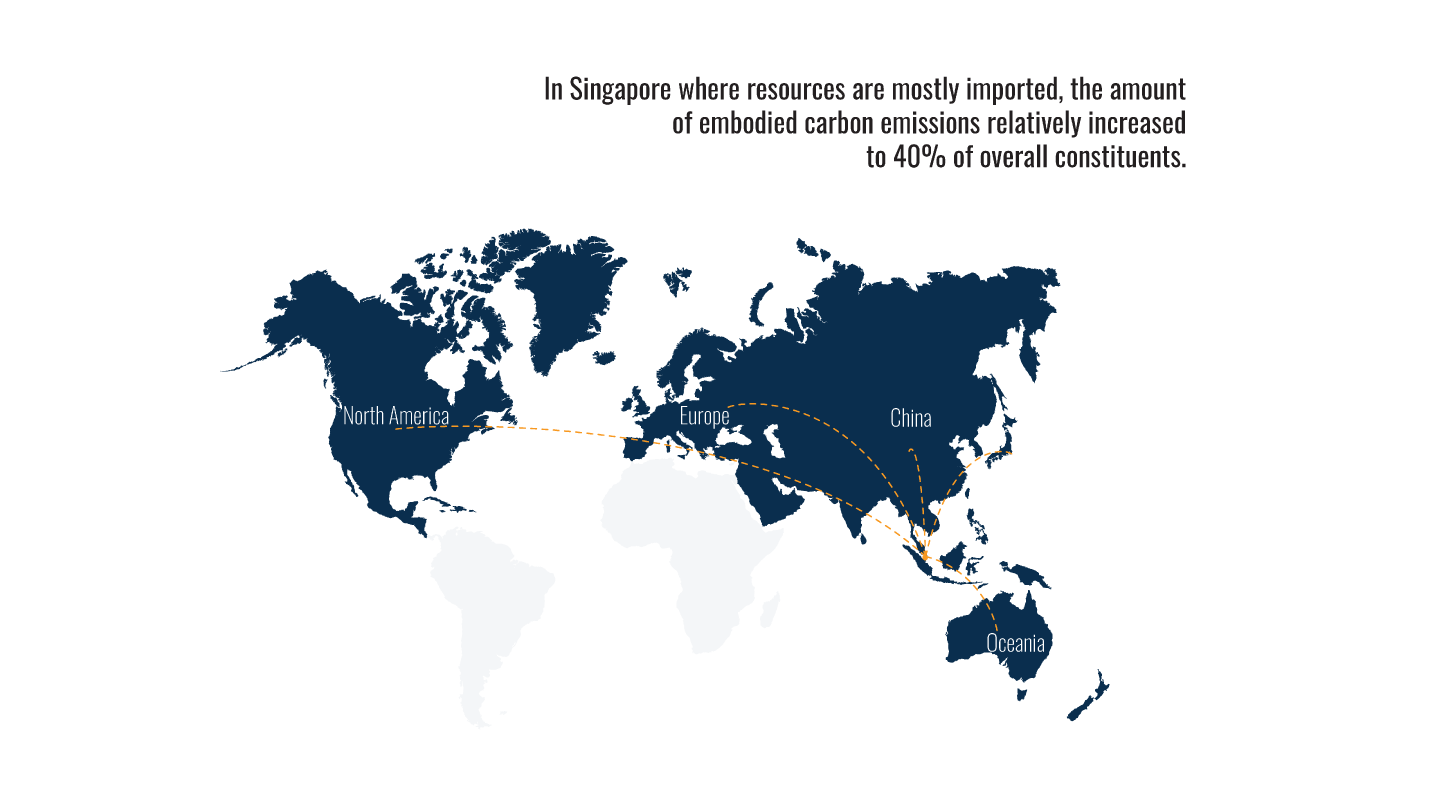 In Singapore where resources are mostly imported, the amount
of embodied carbon emissions relatively increased
to 40% of overall constituents.
North America
Europe
China
Oceania